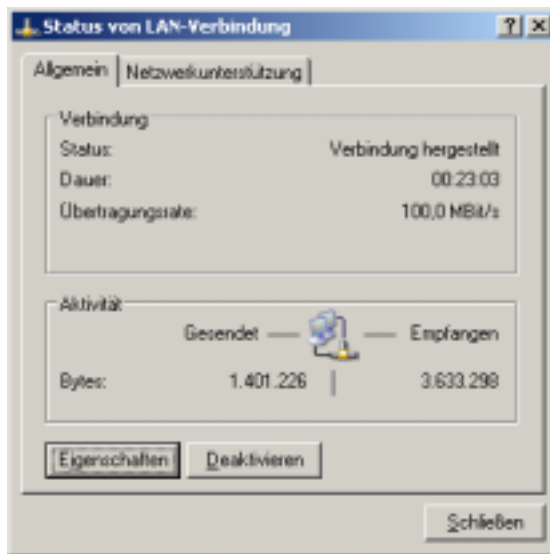 Status von LAN-Verbindung
Allgemein Netzwerkunterstützung
Verbindung
Status: Verbindung hergestellt
Dauer: 00:23:03
Übertragungsrate: 100,0 MBit/s
Aktivität
Gesendet Empfangen
Bytes: 1.401.226 3.633.298
Eigenschaften Deaktivieren
Schließen